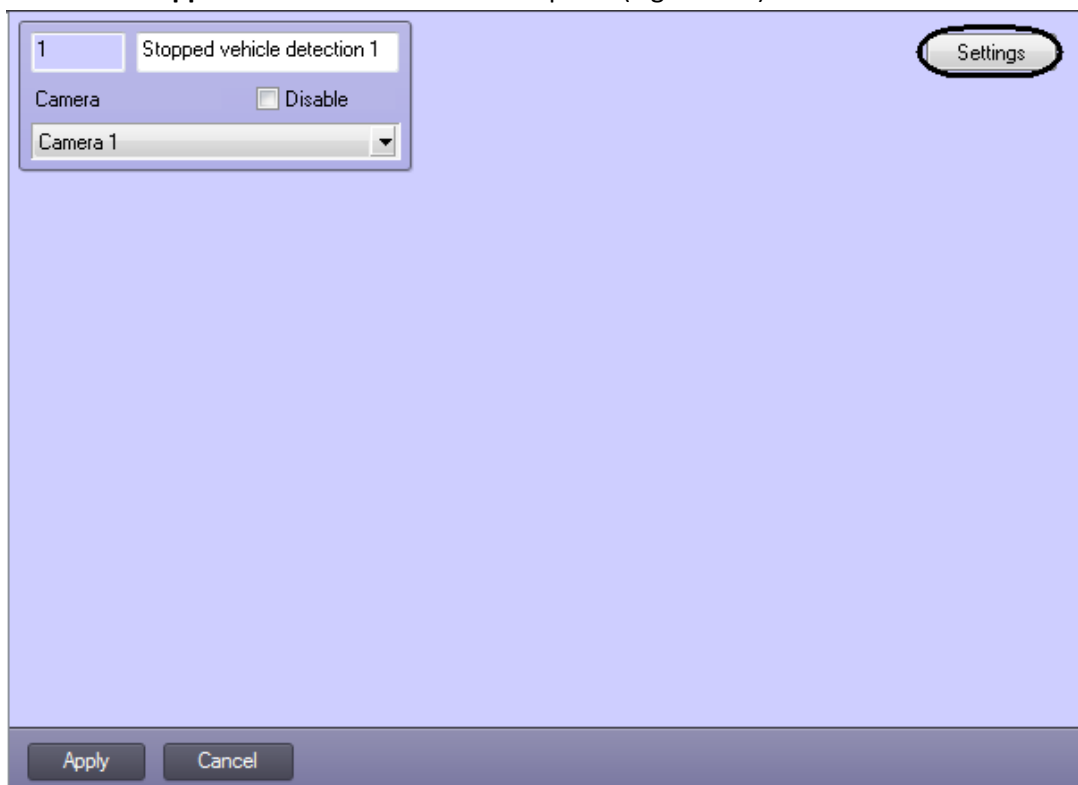 1
Stopped vehicle detection 1
Settings
Camera
Disable
Camera 1
Apply
Cancel